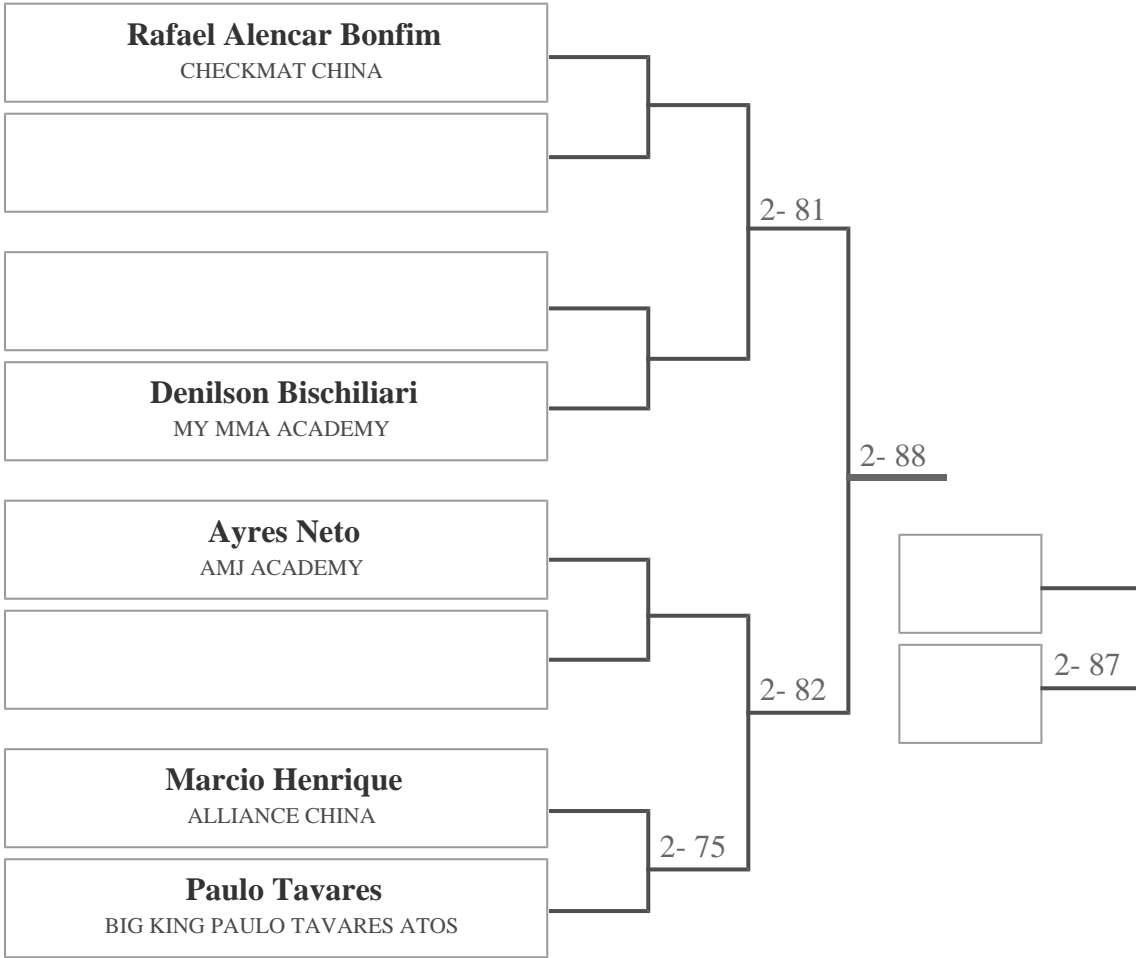 Rafael Alencar Bonfim
CHECKMAT CHINA
2- 81
Denilson Bischiliari
MY MMA ACADEMY
2- 88
Ayres Neto
AMJ ACADEMY
2- 87
2- 82
Marcio Henrique
ALLIANCE CHINA
2- 75
Paulo Tavares
BIG KING PAULO TAVARES ATOS